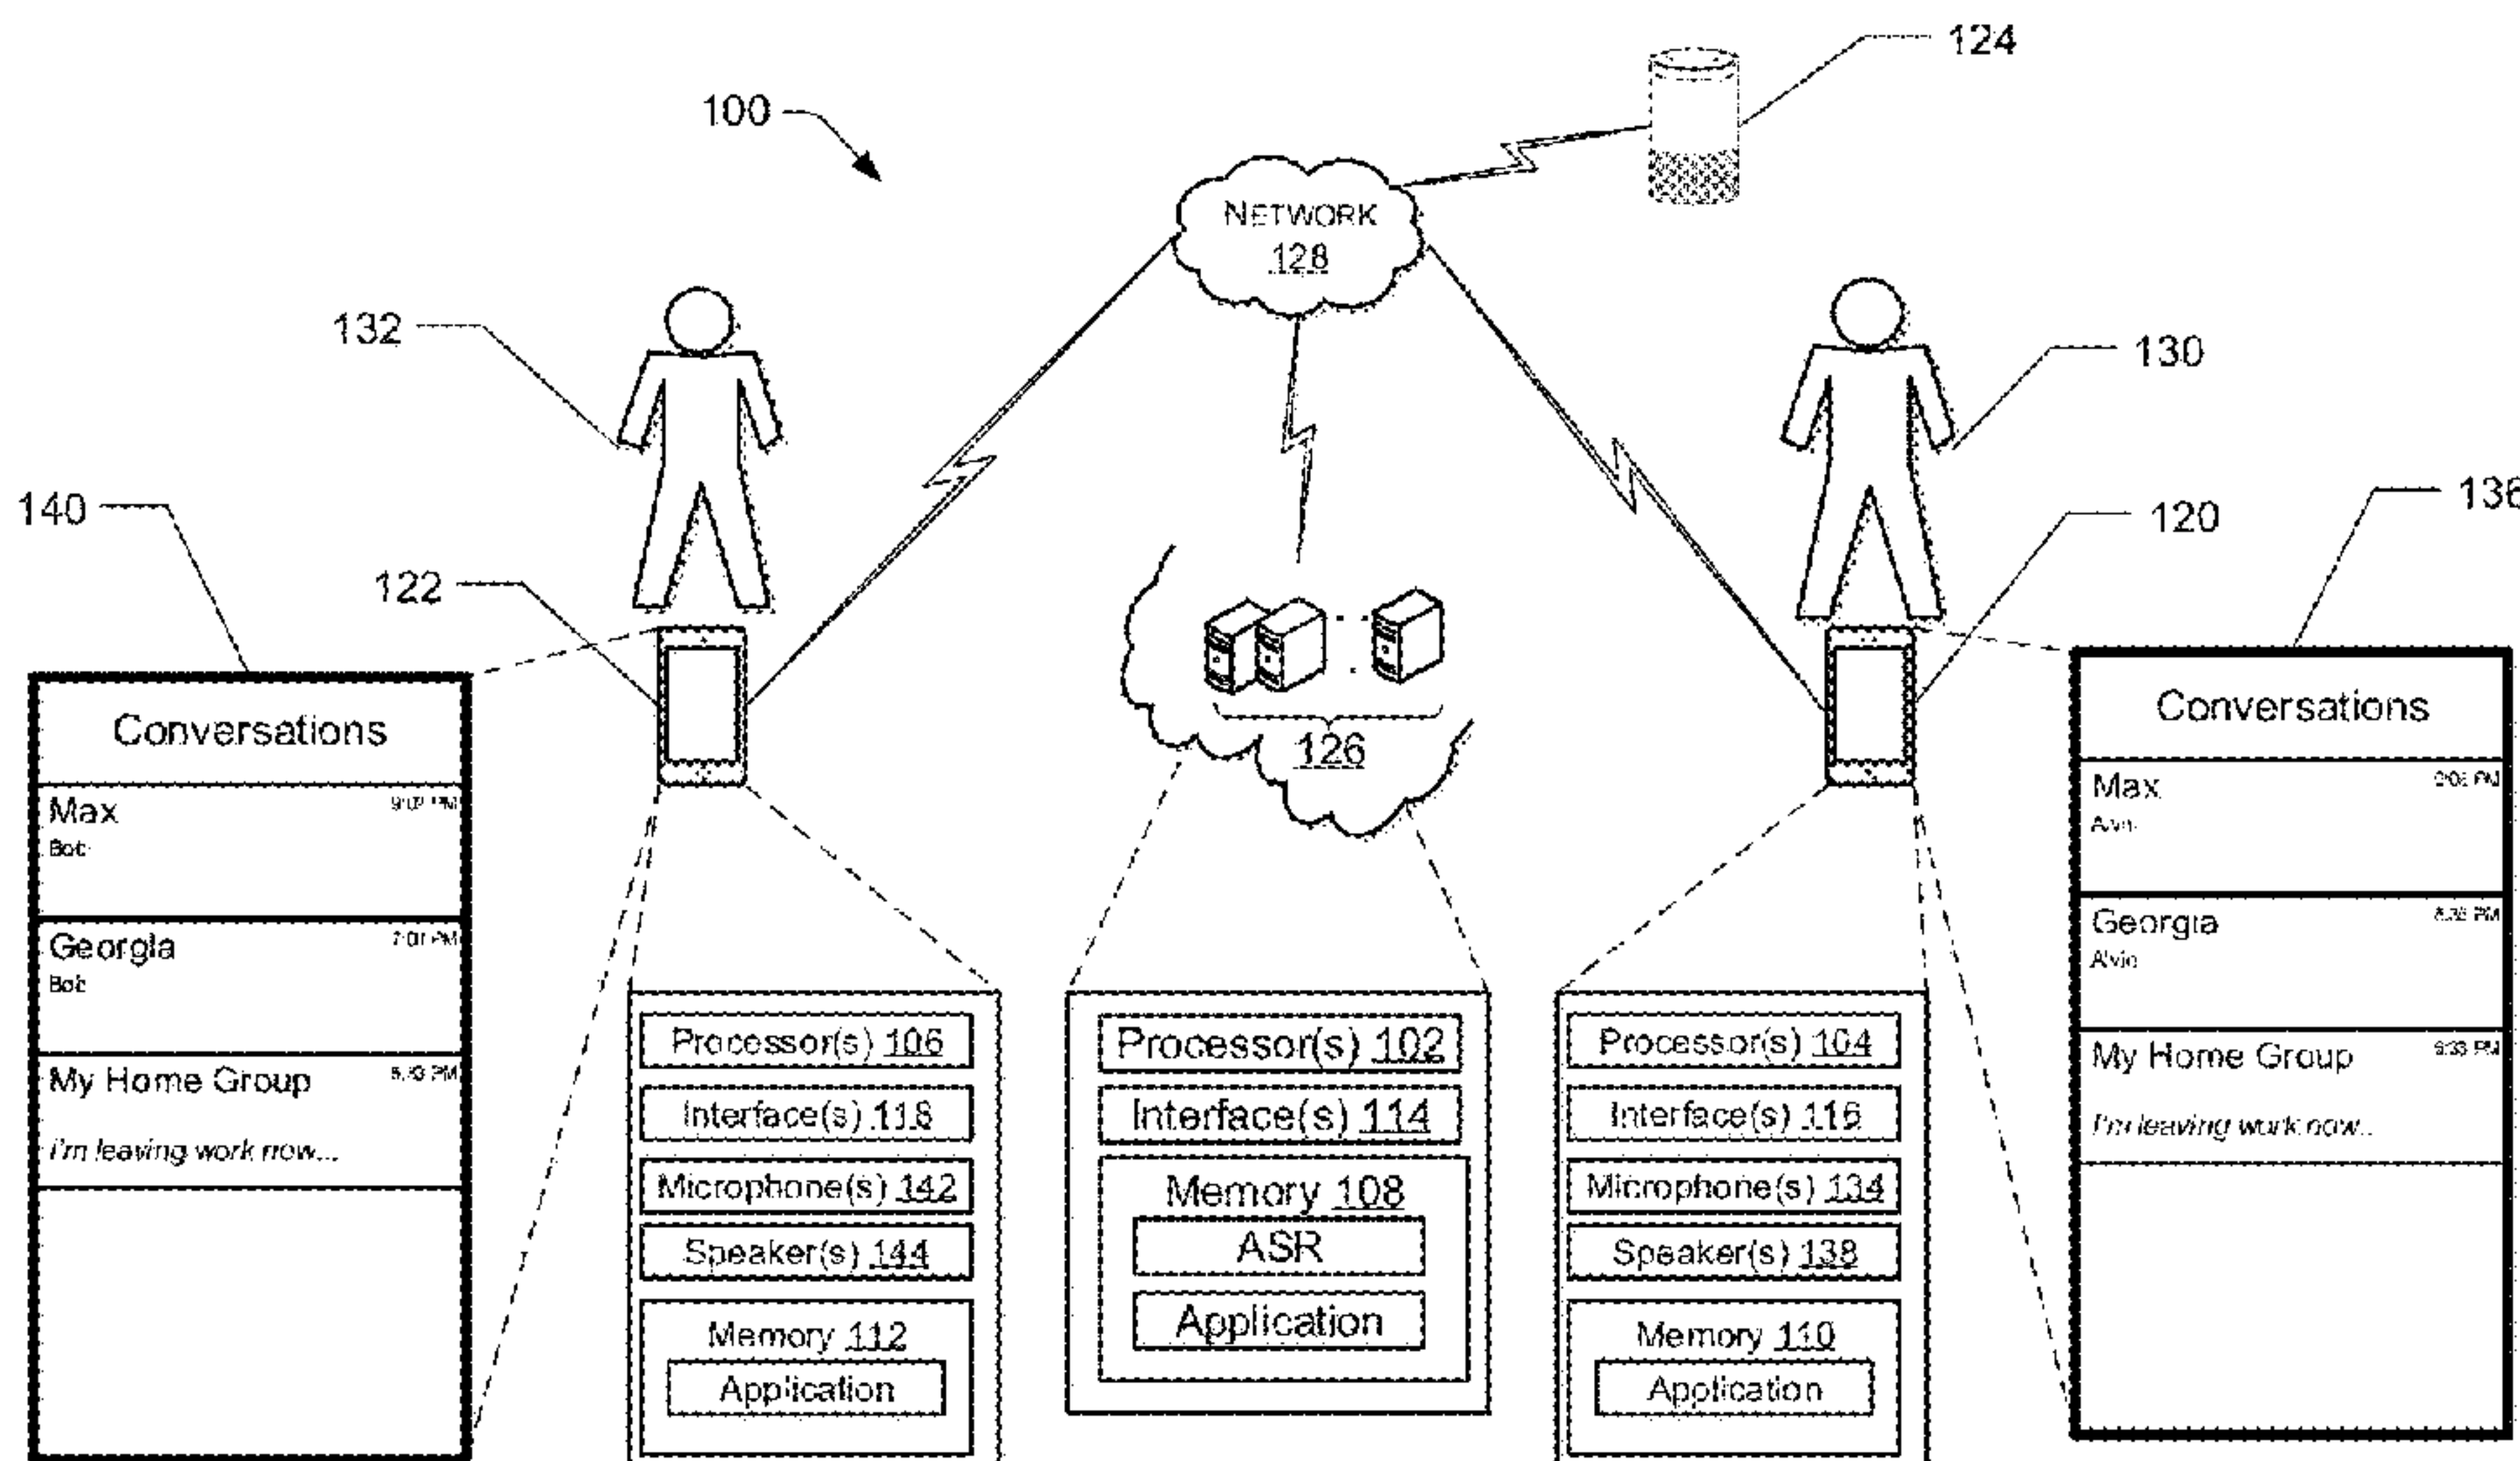 124
100
NETWORK
128
132
130
140
136
122
120
126
Conversations
Max
Bob
Georgia
7:01 PM
Bob
My Home Group
I'm leaving work now...
Processor(s) 106
Interface(s) 118
Microphone(s) 142
Speaker(s) 144
Memory 112
Application
Processor(s) 102
Interface(s) 114
Memory 108
ASR
Application
Processor(s) 104
Interface(s) 116
Microphone(s) 134
Speaker(s) 138
Memory 110
Application
Conversations
Max
Georgia
My Home Group
I'm leaving work now...